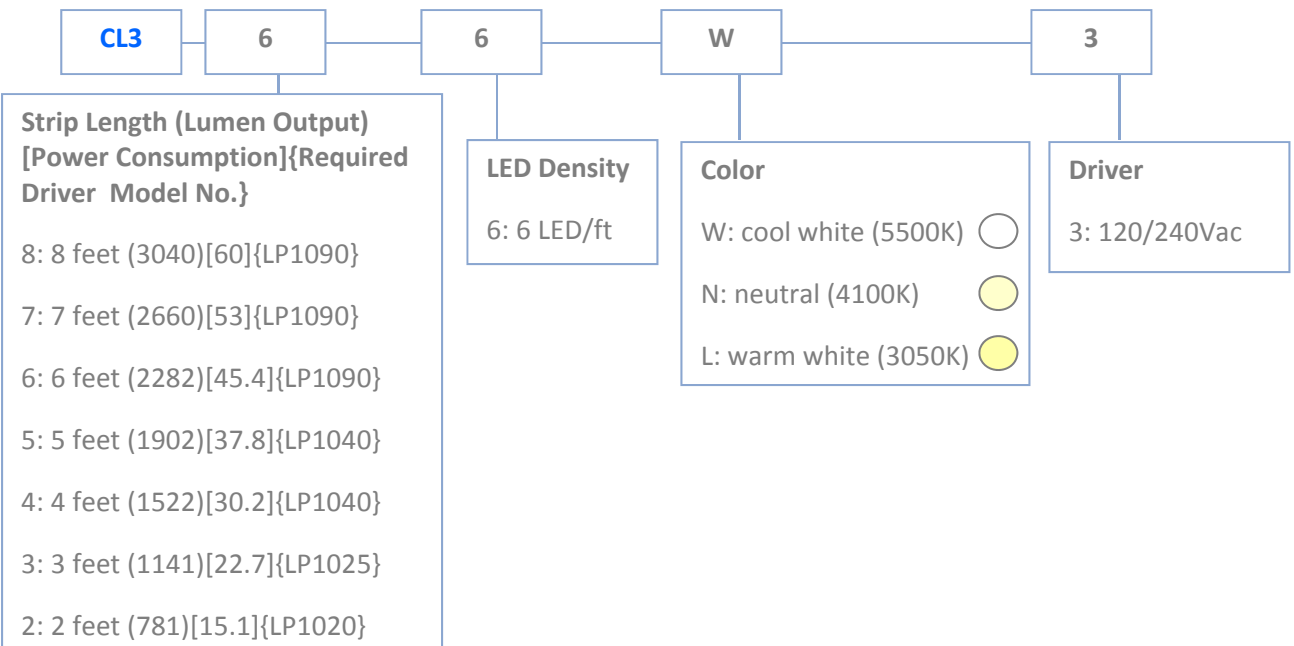 CL3 6 6 W 3
Strip Length (Lumen Output)
[Power Consumption]{Required
Driver Model No.}
8: 8 feet (3040)[60]{LP1090}
7: 7 feet (2660)[53]{LP1090}
6: 6 feet (2282)[45.4]{LP1090}
5: 5 feet (1902)[37.8]{LP1040}
4: 4 feet (1522)[30.2]{LP1040}
3: 3 feet (1141)[22.7]{LP1025}
2: 2 feet (781)[15.1]{LP1020}
LED Density
6: 6 LED/ft
Color
W: cool white (5500K)
N: neutral (4100K)
L: warm white (3050K)
Driver
3: 120/240Vac